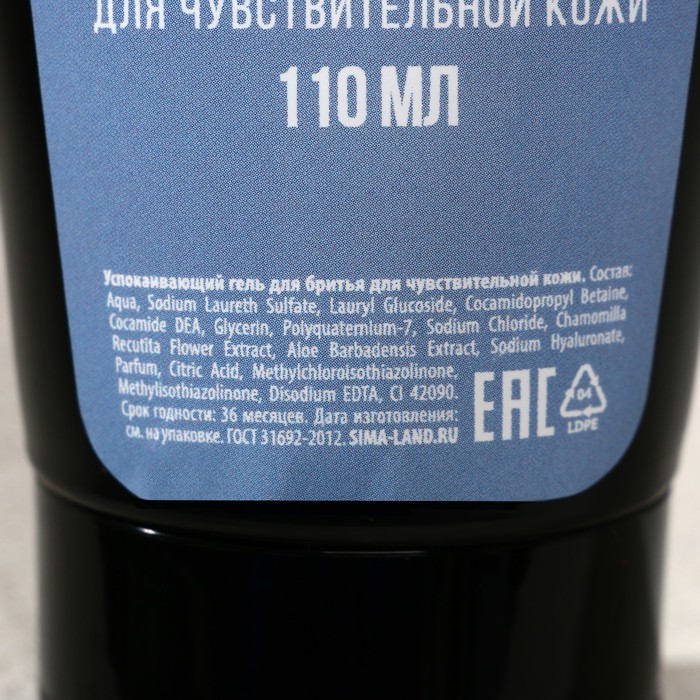 ДЛЯ ЧУВСТВИТЕЛЬНОЙ КОЖИ
110 МЛ
Успокаивающий гель для бритья для чувствительной кожи. Состав:
Aqua, Sodium Laureth Sulfate, Lauryl Glucoside, Cocamidopropyl Betaine,
Cocamide DEA, Glycerin, Polyquaternium-7, Sodium Chloride, Chamomilla
Recutita Flower Extract, Aloe Barbadensis Extract, Sodium Hyaluronate,
Parfum, Citric Acid, Methylchloroisothiazolinone,
Methylisothiazolinone, Disodium EDTA, CI 42090.
Срок годности: 36 месяцев. Дата изготовления:
см. на упаковке. ГОСТ 31692-2012. SIMA-LAND.RU
EAC
04
LDPE